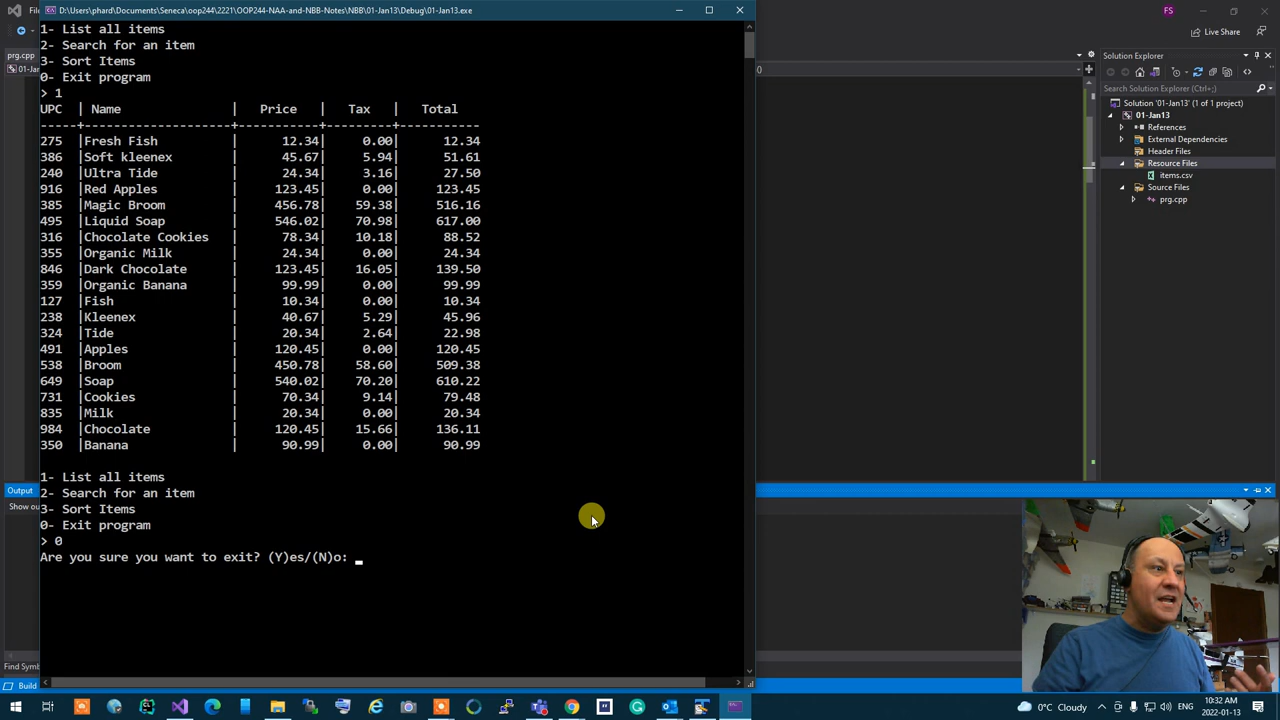 D:\Users\phard\Documents\Seneca\oop244\2221\OOP244-NAA-and-NBB-Notes\NBB\01-Jan13\Debug\01-Jan13.exe
1- List all items
2- Search for an item
3- Sort Items
0- Exit program
> 1
UPC | Name | Price | Tax | Total
----+-------------------+-----------+---------+-----------
275 |Fresh Fish | 12.34| 0.00| 12.34
386 |Soft kleenex | 45.67| 5.94| 51.61
240 |Ultra Tide | 24.34| 3.16| 27.50
916 |Red Apples | 123.45| 0.00| 123.45
385 |Magic Broom | 456.78| 59.38| 516.16
495 |Liquid Soap | 546.02| 70.98| 617.00
316 |Chocolate Cookies | 78.34| 10.18| 88.52
355 |Organic Milk | 24.34| 0.00| 24.34
846 |Dark Chocolate | 123.45| 16.05| 139.50
359 |Organic Banana | 99.99| 0.00| 99.99
127 |Fish | 10.34| 0.00| 10.34
238 |Kleenex | 40.67| 5.29| 45.96
324 |Tide | 20.34| 2.64| 22.98
491 |Apples | 120.45| 0.00| 120.45
538 |Broom | 450.78| 58.60| 509.38
649 |Soap | 540.02| 70.20| 610.22
731 |Cookies | 70.34| 9.14| 79.48
835 |Milk | 20.34| 0.00| 20.34
984 |Chocolate | 120.45| 15.66| 136.11
350 |Banana | 90.99| 0.00| 90.99
1- List all items
2- Search for an item
3- Sort Items
0- Exit program
> 0
Are you sure you want to exit? (Y)es/(N)o:
prg.cpp
Output
Show ou
Find Symb
Build
FS
Live Share
Solution Explorer
Search Solution Explorer (Ctrl+;)
Solution '01-Jan13' (1 of 1 project)
01-Jan13
References
External Dependencies
Header Files
Resource Files
items.csv
Source Files
prg.cpp
0°C Cloudy
10:32 AM
2022-01-13